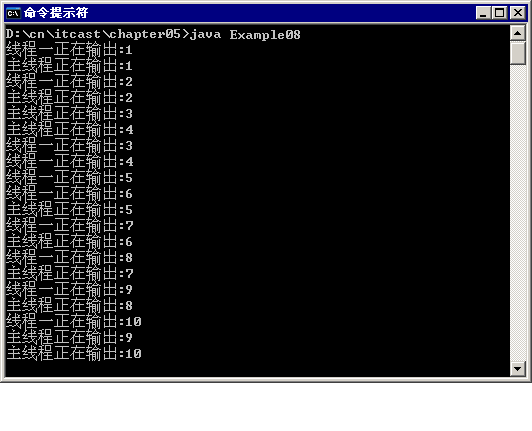 命令提示符
D:\cn\itcast\chapter05>java Example08
线程一正在输出:1
主线程正在输出:1
线程一正在输出:2
主线程正在输出:2
主线程正在输出:3
主线程正在输出:4
线程一正在输出:3
线程一正在输出:4
线程一正在输出:5
线程一正在输出:6
主线程正在输出:5
线程一正在输出:7
主线程正在输出:6
线程一正在输出:8
主线程正在输出:7
线程一正在输出:9
主线程正在输出:8
线程一正在输出:10
主线程正在输出:9
主线程正在输出:10